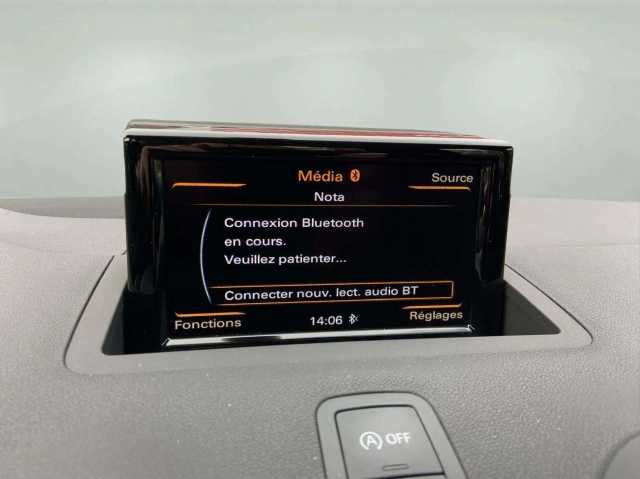 Média
Source
Nota
Connexion Bluetooth
en cours.
Veuillez patienter...
Connecter nouv. lect. audio BT
Fonctions
14:06
Réglages
A OFF